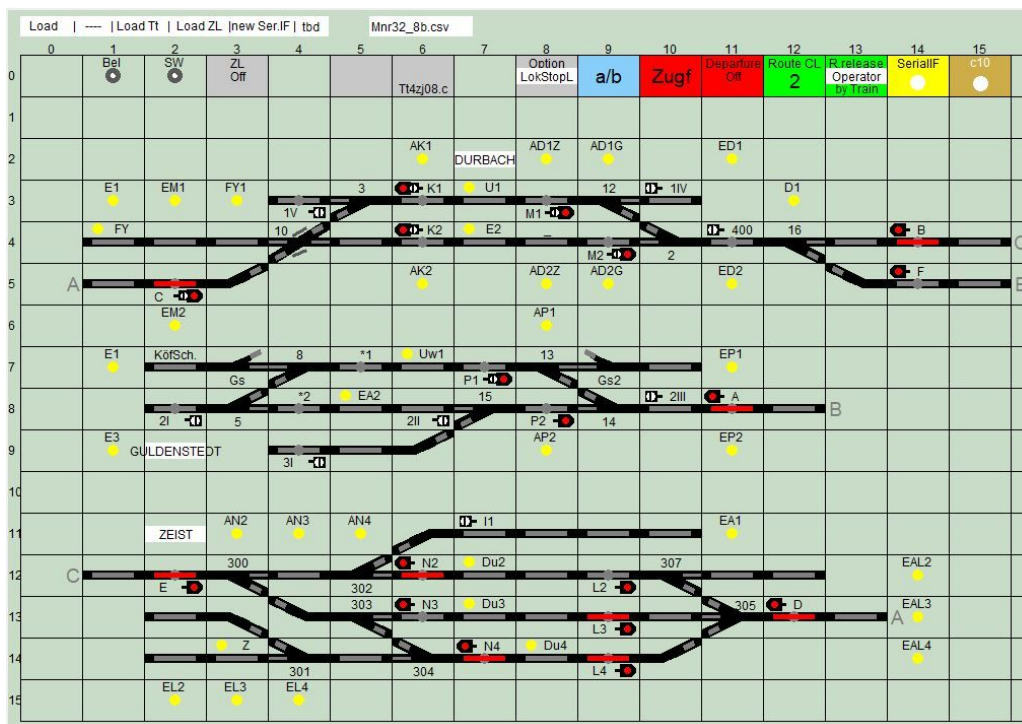 Load | ---- | Load Tt | Load ZL |new Ser.IF | tbd Mnr32_8b.csv
0 1 2 3 4 5 6 7 8 9 10 11 12 13 14 15
Bel SW ZL Option Departure Route CL R.release SerialIF c10
0 Off LokStopL a/b Zugf Off 2 Operator
Tt4zj08.c by Train
1
AK1 AD1Z AD1G ED1
2 DURBACH
E1 EM1 FY1 3 K1 U1 12 1IV D1
3
1V M1
FY 10 K2 E2 _ 400 16 B
4 C
M2 2
A F
5 E
C AK2 AD2Z AD2G ED2
EM2 AP1
6
E1 KöfSch. 8 *1 Uw1 13 EP1
7
Gs P1 Gs2
*2 EA2 15 2III A
8 B
2I 5 2II P2 14
E3 AP2 EP2
9 GULDENSTEDT
3I
10
AN2 AN3 AN4 I1 EA1
11 ZEIST
300 N2 Du2 307 EAL2
12 C
E 302 L2
303 N3 Du3 305 D EAL3
13 A
L3
Z N4 Du4 EAL4
14
301 304 L4
EL2 EL3 EL4
15